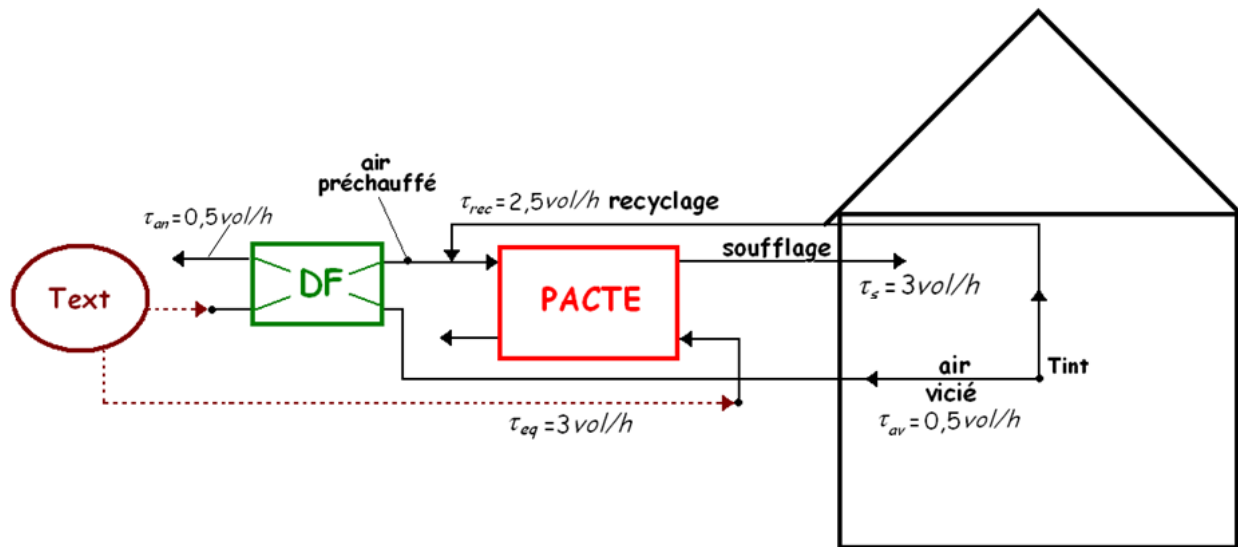 air
préchauffé
τan=0,5vol/h
τrec=2,5vol/h recyclage
soufflage
DF
Text
PACTE
τs=3vol/h
air
vicié
Tint
τeq=3vol/h
τav=0,5vol/h